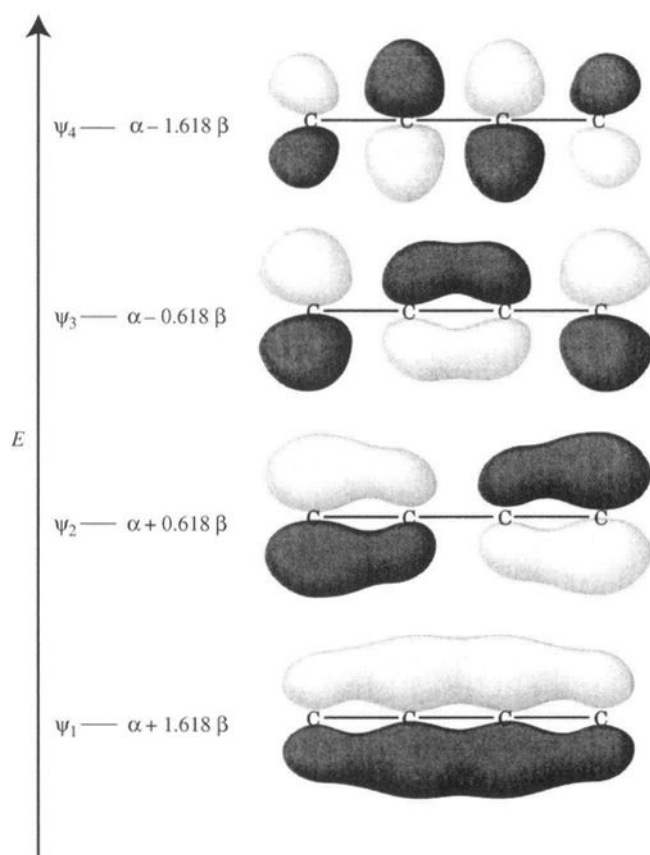 ψ₄ — α – 1.618 β
C C C C
ψ₃ — α – 0.618 β
C C C C
E
ψ₂ — α + 0.618 β
C C C C
ψ₁ — α + 1.618 β
C C C C